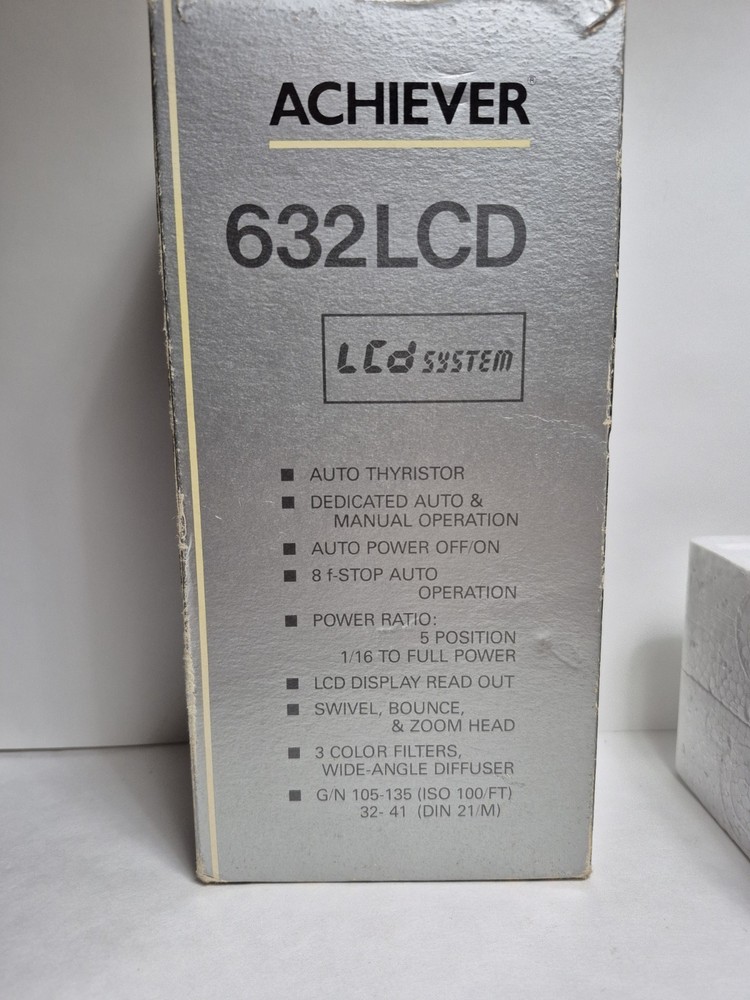 ACHIEVER®
632LCD
LCd SYSTEM
■ AUTO THYRISTOR
■ DEDICATED AUTO &
MANUAL OPERATION
■ AUTO POWER OFF/ON
■ 8 f-STOP AUTO
OPERATION
■ POWER RATIO:
5 POSITION
1/16 TO FULL POWER
■ LCD DISPLAY READ OUT
■ SWIVEL, BOUNCE,
& ZOOM HEAD
■ 3 COLOR FILTERS,
WIDE-ANGLE DIFFUSER
■ G/N 105-135 (ISO 100/FT)
32- 41 (DIN 21/M)